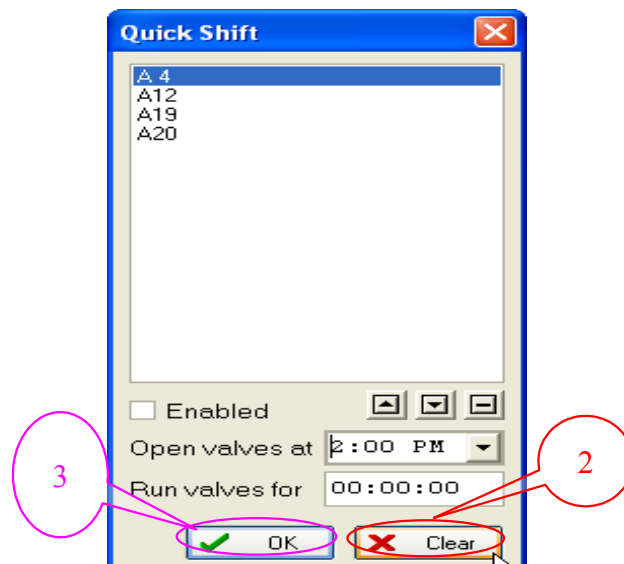 Quick Shift
A 4
A12
A19
A20
Enabled
Open valves at 2:00 PM
Run valves for 00:00:00
3
2
OK Clear